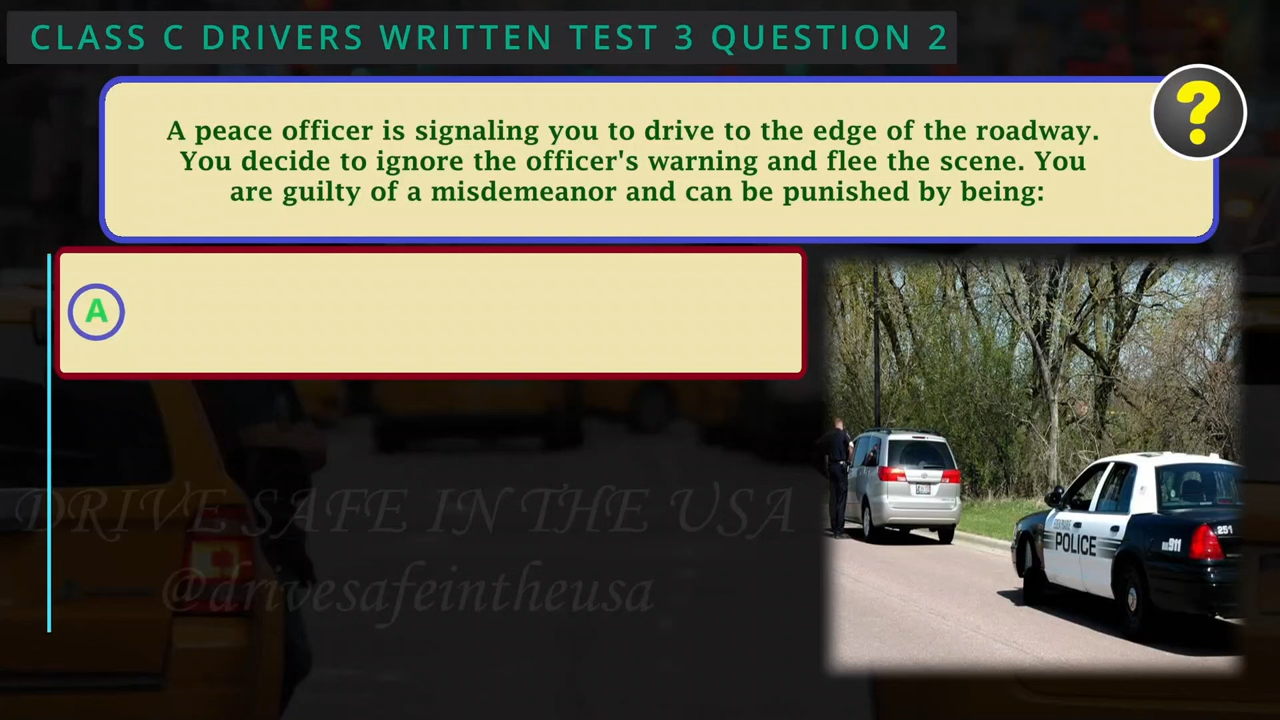 CLASS C DRIVERS WRITTEN TEST 3 QUESTION 2
?
A peace officer is signaling you to drive to the edge of the roadway.
You decide to ignore the officer's warning and flee the scene. You
are guilty of a misdemeanor and can be punished by being:
A
DRIVE SAFE IN THE USA
@drivesafeintheusa
POLICE
911
251